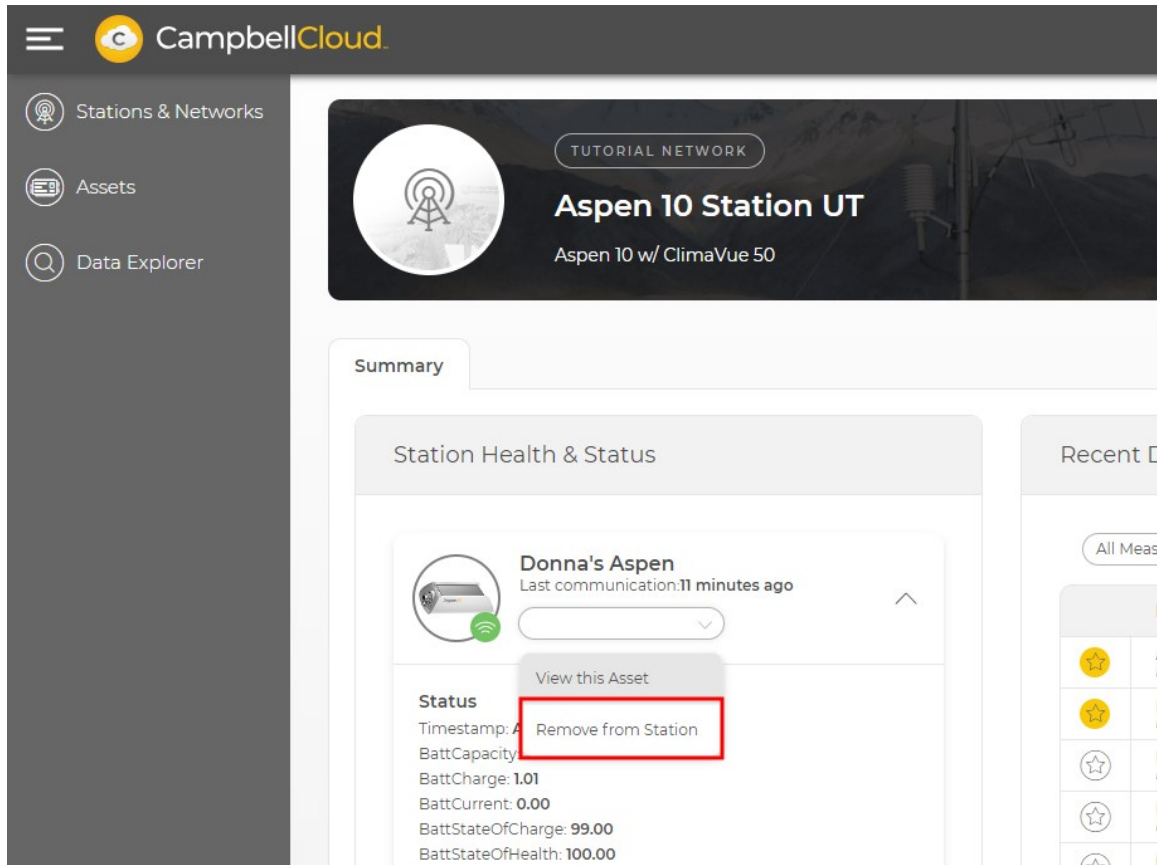 CampbellCloud
Stations & Networks
Assets
Data Explorer
TUTORIAL NETWORK
Aspen 10 Station UT
Aspen 10 w/ ClimaVue 50
Summary
Station Health & Status
Donna's Aspen
Last communication:11 minutes ago
View this Asset
Remove from Station
Status
Timestamp:
BattCapacity:
BattCharge: 1.01
BattCurrent: 0.00
BattStateOfCharge: 99.00
BattStateOfHealth: 100.00
Recent
All